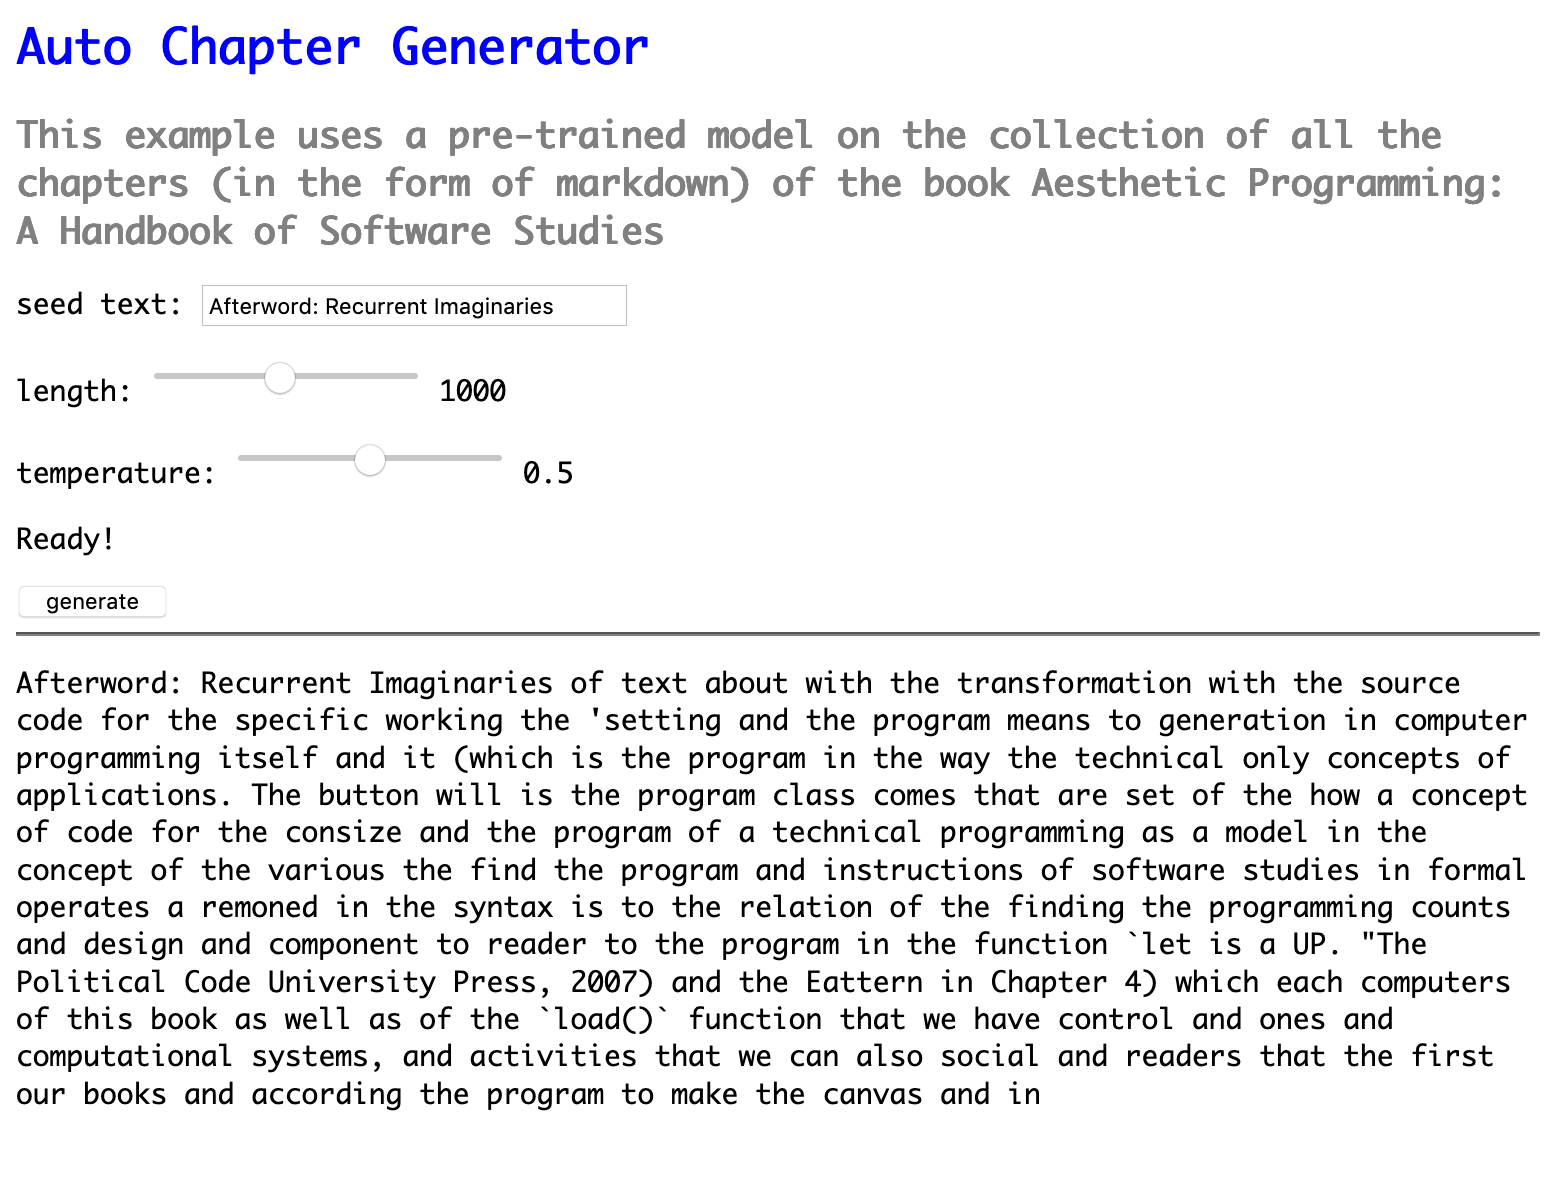 Auto Chapter Generator
This example uses a pre-trained model on the collection of all the
chapters (in the form of markdown) of the book Aesthetic Programming:
A Handbook of Software Studies
seed text: Afterword: Recurrent Imaginaries
length: 1000
temperature: 0.5
Ready!
generate
Afterword: Recurrent Imaginaries of text about with the transformation with the source
code for the specific working the 'setting and the program means to generation in computer
programming itself and it (which is the program in the way the technical only concepts of
applications. The button will is the program class comes that are set of the how a concept
of code for the consize and the program of a technical programming as a model in the
concept of the various the find the program and instructions of software studies in formal
operates a remoned in the syntax is to the relation of the finding the programming counts
and design and component to reader to the program in the function `let is a UP. "The
Political Code University Press, 2007) and the Eattern in Chapter 4) which each computers
of this book as well as of the `load()` function that we have control and ones and
computational systems, and activities that we can also social and readers that the first
our books and according the program to make the canvas and in